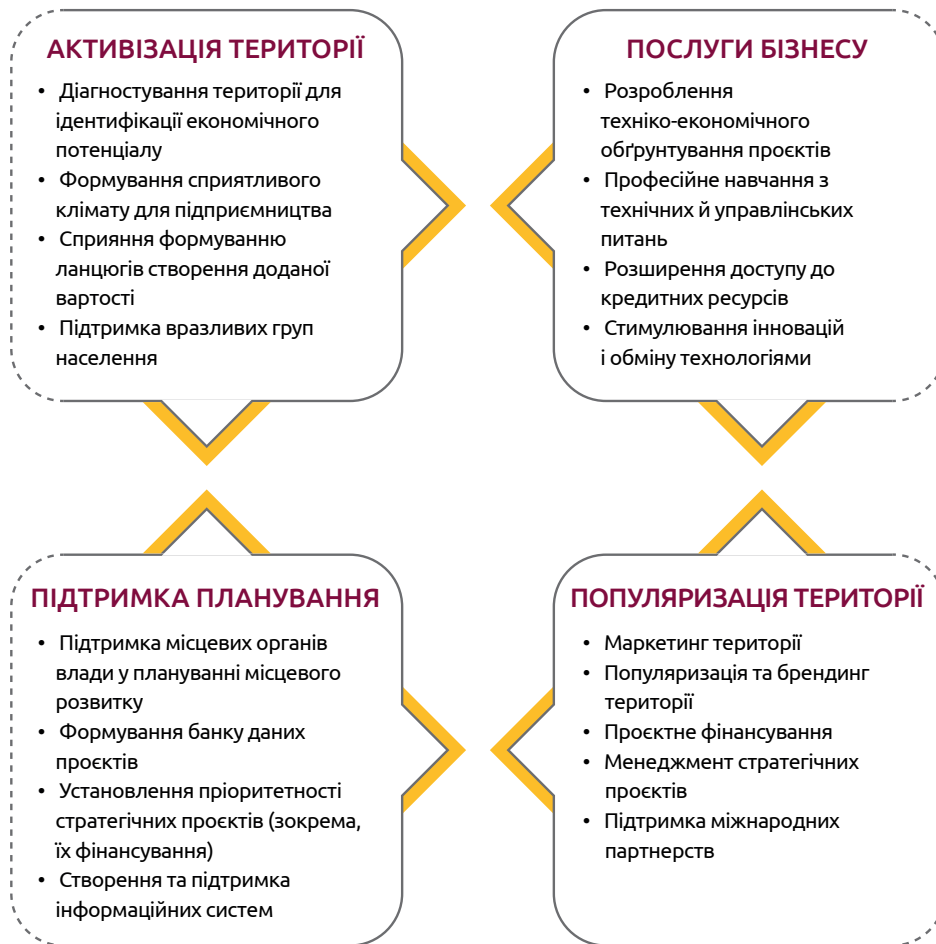 АКТИВІЗАЦІЯ ТЕРИТОРІЇ
• Діагностування території для
ідентифікації економічного
потенціалу
• Формування сприятливого
клімату для підприємництва
• Сприяння формуванню
ланцюгів створення доданої
вартості
• Підтримка вразливих груп
населення
ПОСЛУГИ БІЗНЕСУ
• Розроблення
техніко-економічного
обґрунтування проєктів
• Професійне навчання з
технічних й управлінських
питань
• Розширення доступу до
кредитних ресурсів
• Стимулювання інновацій
і обміну технологіями
ПІДТРИМКА ПЛАНУВАННЯ
• Підтримка місцевих органів
влади у плануванні місцевого
розвитку
• Формування банку даних
проєктів
• Установлення пріоритетності
стратегічних проєктів (зокрема,
їх фінансування)
• Створення та підтримка
інформаційних систем
ПОПУЛЯРИЗАЦІЯ ТЕРИТОРІЇ
• Маркетинг території
• Популяризація та брендинг
території
• Проєктне фінансування
• Менеджмент стратегічних
проєктів
• Підтримка міжнародних
партнерств